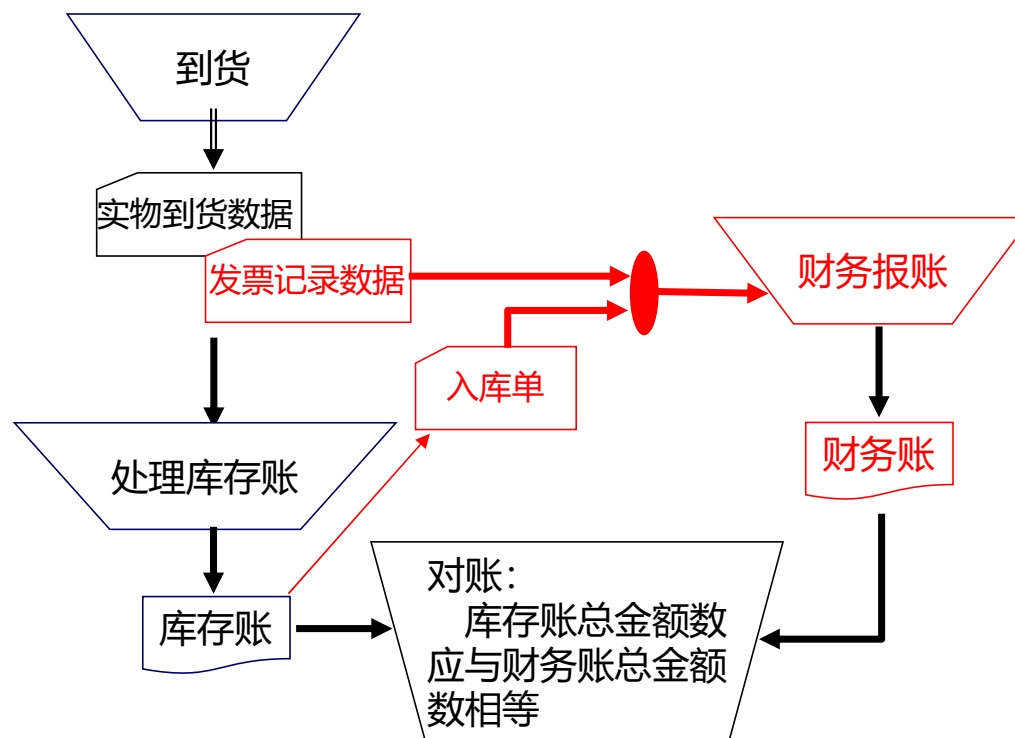 到货
实物到货数据
发票记录数据
财务报账
入库单
处理库存账
财务账
库存账
对账：
库存账总金额数
应与财务账总金额
数相等